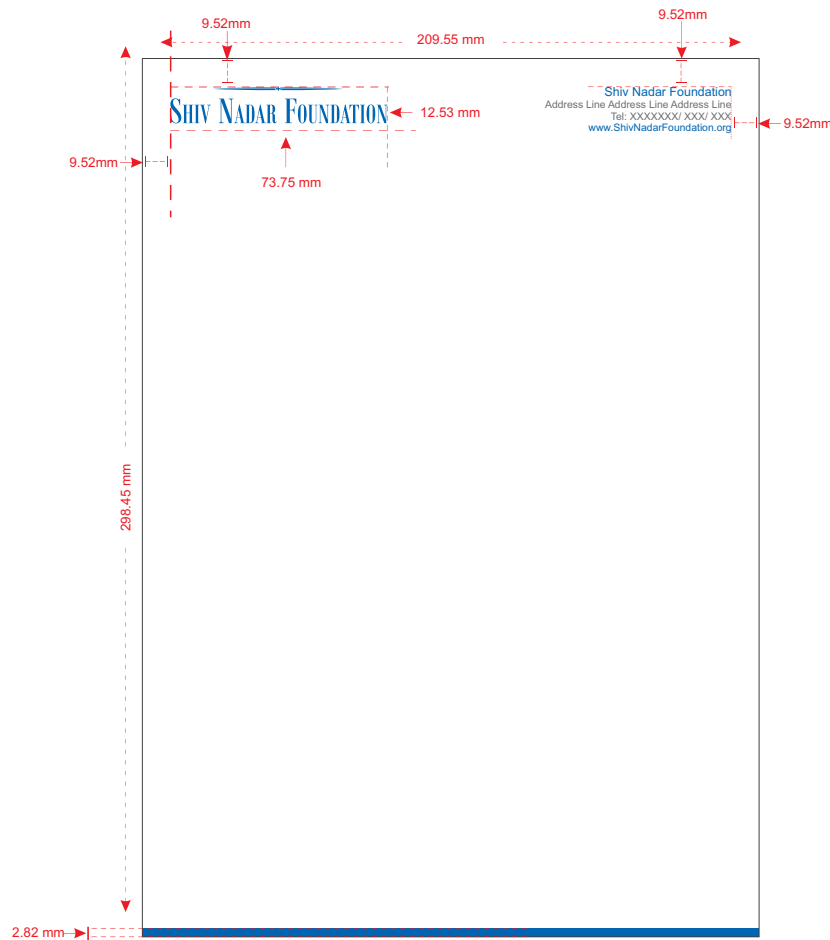 9.52mm
9.52mm
209.55 mm
Shiv Nadar Foundation
12.53 mm
Shiv Nadar Foundation
Address Line Address Line Address Line
Tel: XXXXXXX/ XXX/ XXX
www.ShivNadarFoundation.org
9.52mm
9.52mm
73.75 mm
298.45 mm
2.82 mm